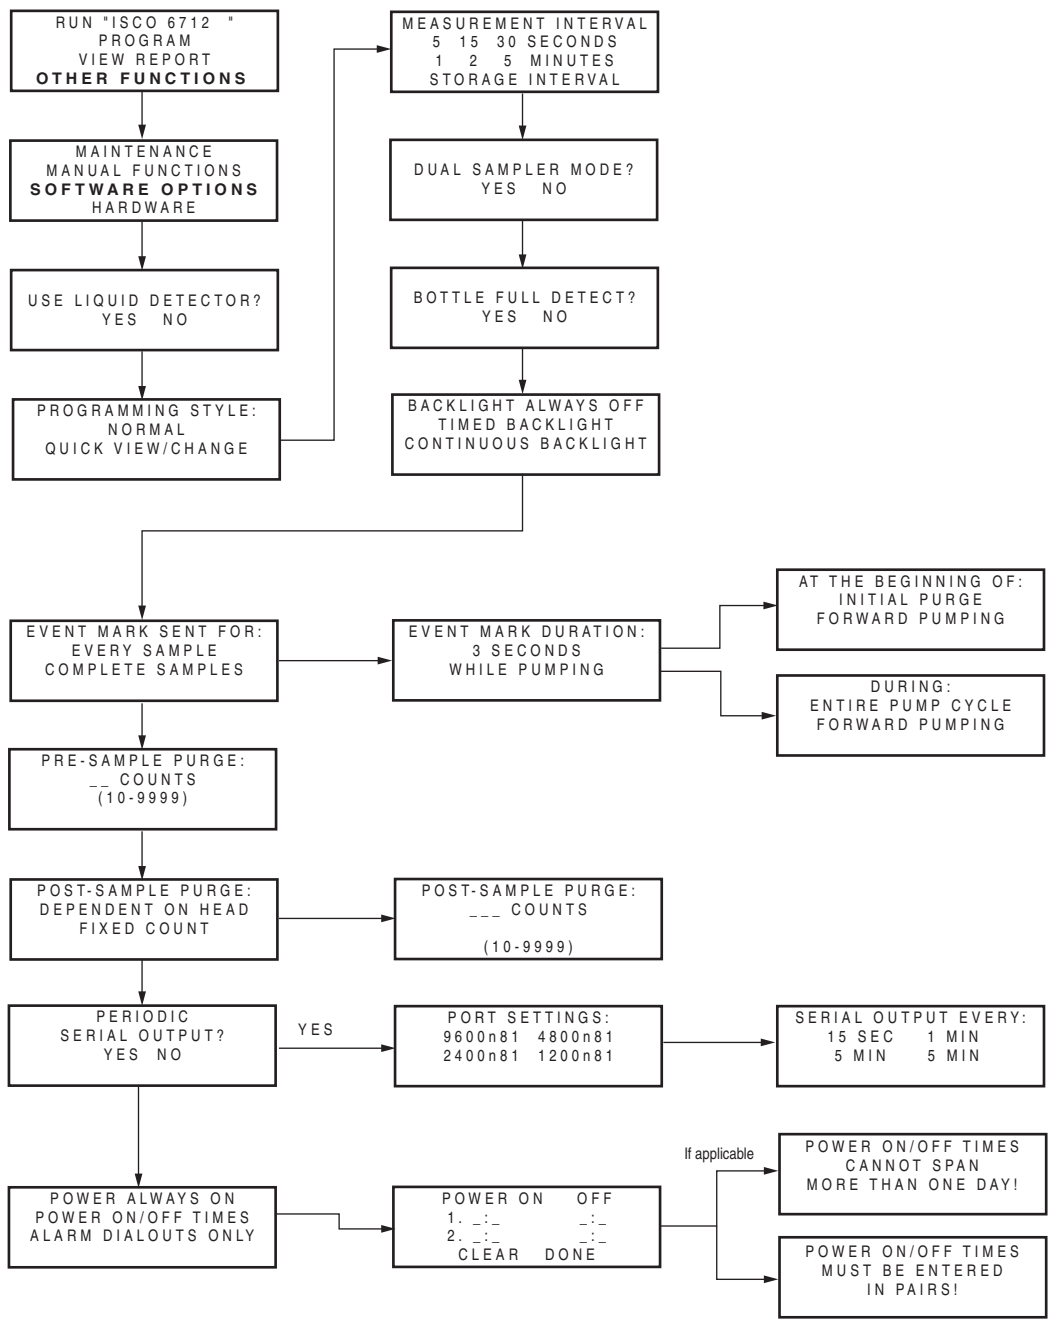 RUN "ISCO 6712 "
PROGRAM
VIEW REPORT
OTHER FUNCTIONS
MAINTENANCE
MANUAL FUNCTIONS
SOFTWARE OPTIONS
HARDWARE
USE LIQUID DETECTOR?
YES NO
PROGRAMMING STYLE:
NORMAL
QUICK VIEW/CHANGE
MEASUREMENT INTERVAL
5 15 30 SECONDS
1 2 5 MINUTES
STORAGE INTERVAL
DUAL SAMPLER MODE?
YES NO
BOTTLE FULL DETECT?
YES NO
BACKLIGHT ALWAYS OFF
TIMED BACKLIGHT
CONTINUOUS BACKLIGHT
EVENT MARK SENT FOR:
EVERY SAMPLE
COMPLETE SAMPLES
EVENT MARK DURATION:
3 SECONDS
WHILE PUMPING
AT THE BEGINNING OF:
INITIAL PURGE
FORWARD PUMPING
DURING:
ENTIRE PUMP CYCLE
FORWARD PUMPING
PRE-SAMPLE PURGE:
_ _ COUNTS
(10-9999)
POST-SAMPLE PURGE:
DEPENDENT ON HEAD
FIXED COUNT
POST-SAMPLE PURGE:
_ _ _ COUNTS
(10-9999)
PERIODIC
SERIAL OUTPUT?
YES NO
YES
PORT SETTINGS:
9600n81 4800n81
2400n81 1200n81
SERIAL OUTPUT EVERY:
15 SEC 1 MIN
5 MIN 5 MIN
POWER ALWAYS ON
POWER ON/OFF TIMES
ALARM DIALOUTS ONLY
POWER ON OFF
1. _:_ _:_
2. _:_ _:_
CLEAR DONE
If applicable
POWER ON/OFF TIMES
CANNOT SPAN
MORE THAN ONE DAY!
POWER ON/OFF TIMES
MUST BE ENTERED
IN PAIRS!